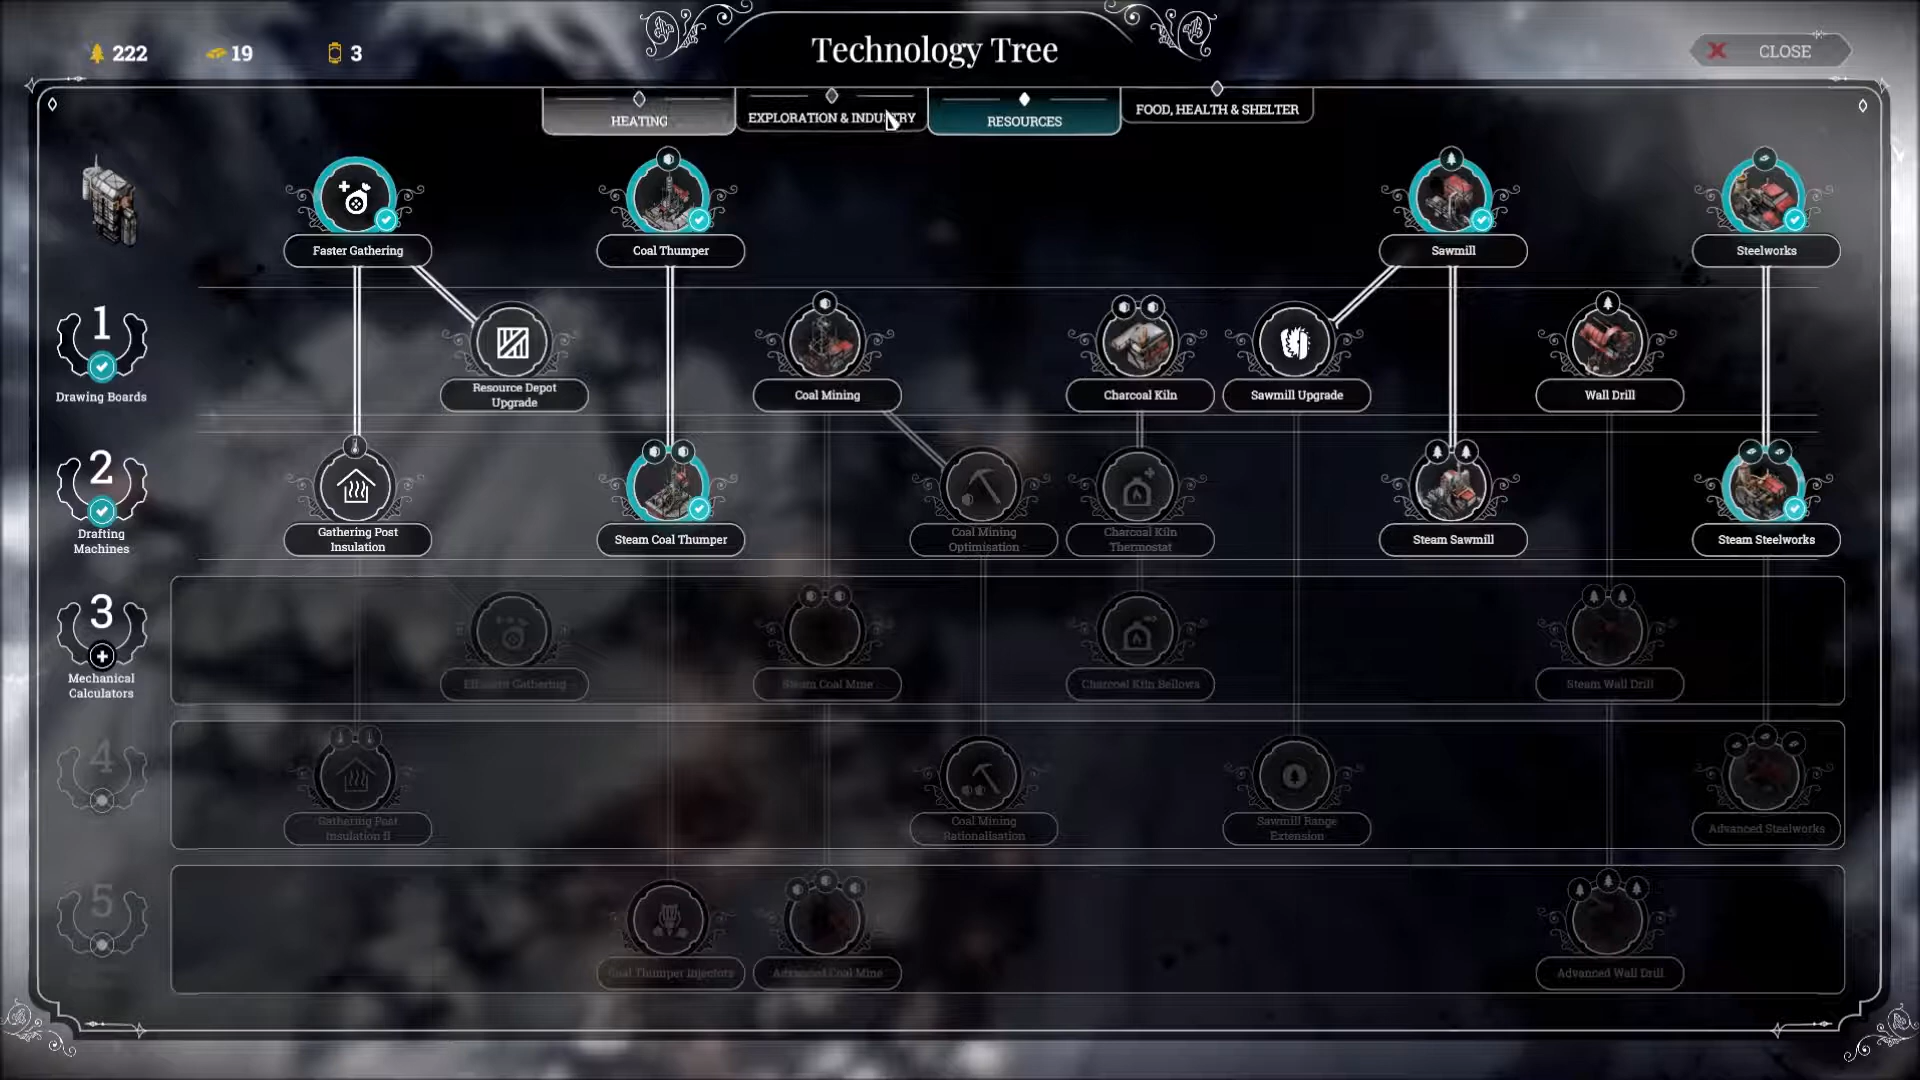 222
19
3
Technology Tree
CLOSE
HEATING
EXPLORATION & INDUSTRY
RESOURCES
FOOD, HEALTH & SHELTER
Faster Gathering
Coal Thumper
Sawmill
Steelworks
1
Drawing Boards
Resource Depot
Upgrade
Coal Mining
Charcoal Kiln
Sawmill Upgrade
Wall Drill
2
Drafting
Machines
Gathering Post
Insulation
Steam Coal Thumper
Coal Mining
Optimisation
Charcoal Kiln
Thermostat
Steam Sawmill
Steam Steelworks
3
Mechanical
Calculators
Efficient Gathering
Steam Coal Mine
Charcoal Kiln Bellows
Steam Wall Drill
4
Gathering Post
Insulation II
Coal Mining
Rationalisation
Sawmill Range
Extension
Advanced Steelworks
5
Coal Thumper Injectors
Advanced Coal Mine
Advanced Wall Drill